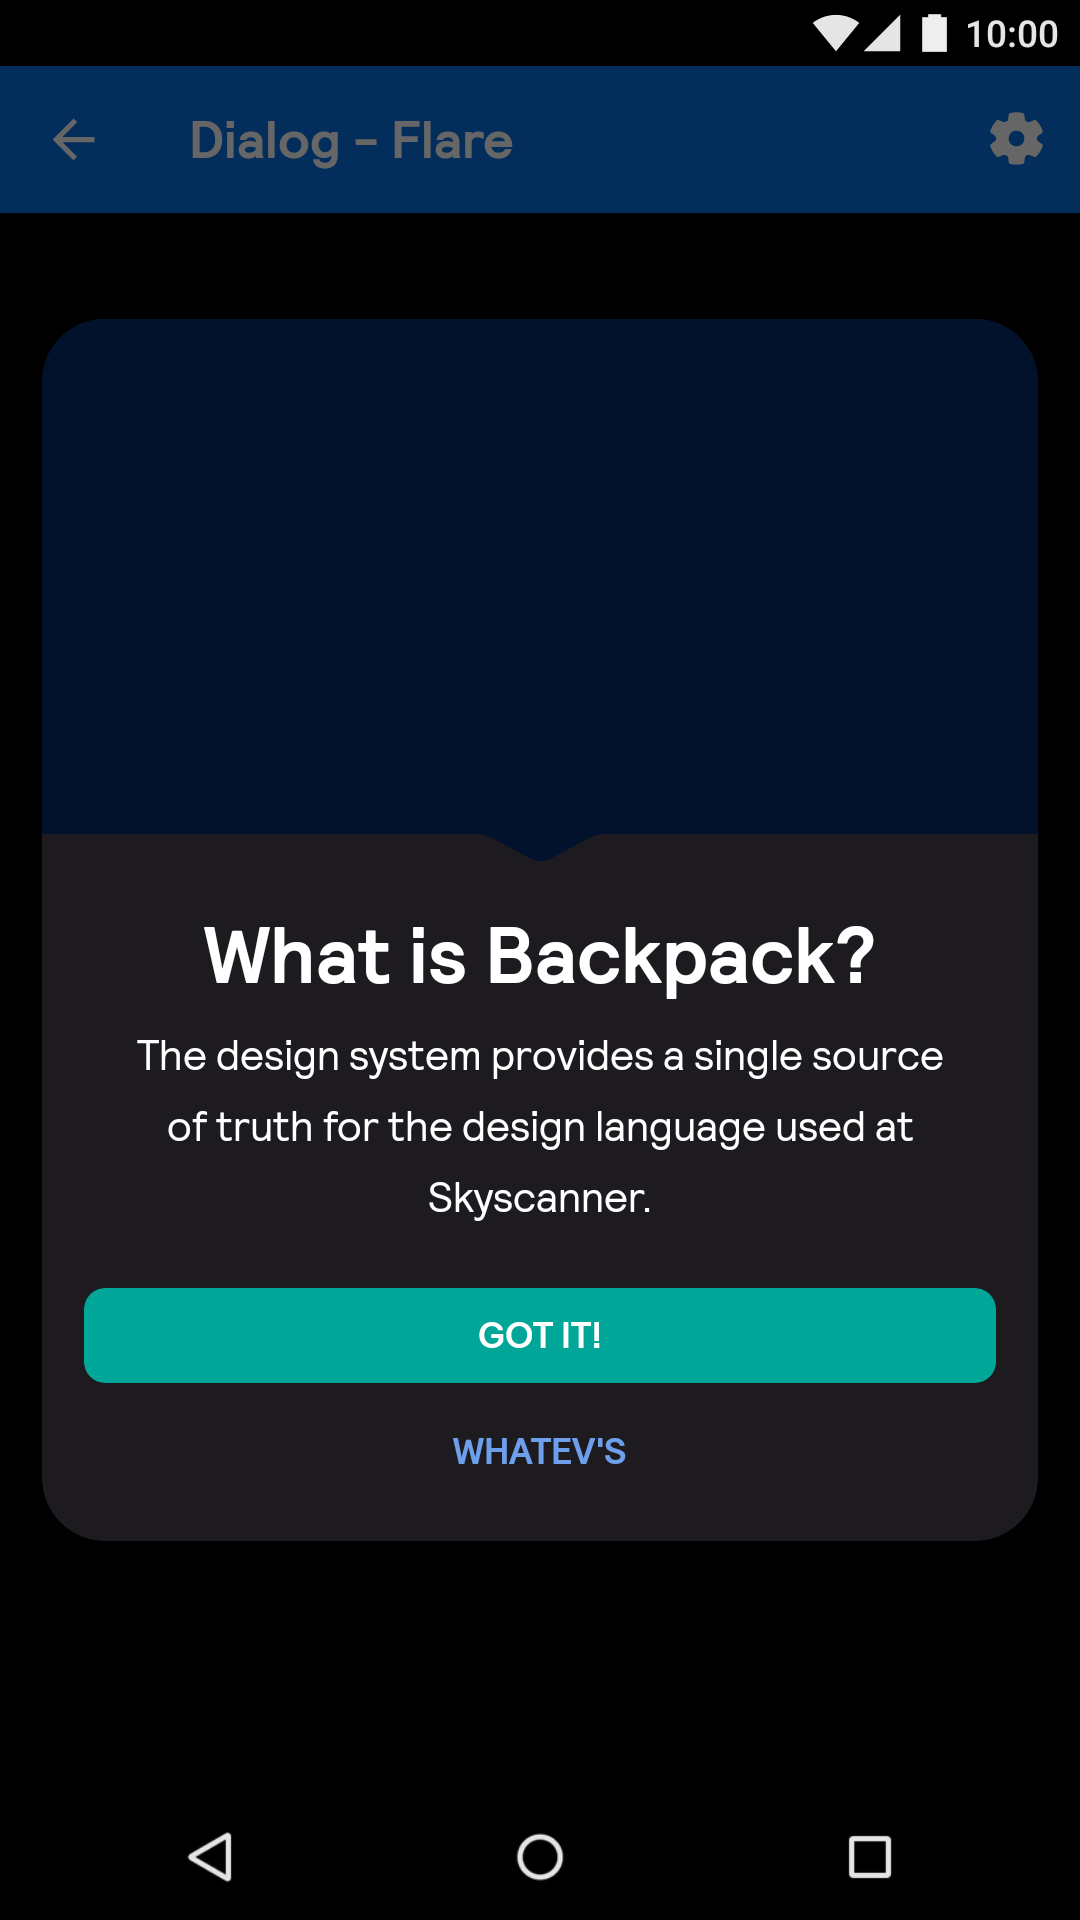 10:00
Dialog - Flare
What is Backpack?
The design system provides a single source
of truth for the design language used at
Skyscanner.
GOT IT!
WHATEV'S